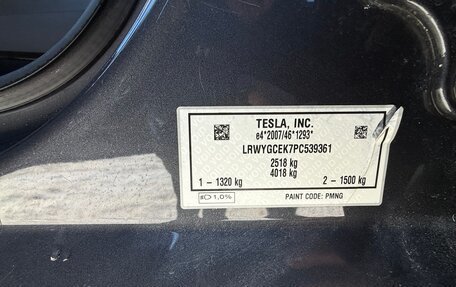 TESLA, INC.
e4*2007/46*1293*
LRWYGCEK7PC539361
2518 kg
4018 kg
1 – 1320 kg 2 – 1500 kg
1,0% PAINT CODE: PMNG